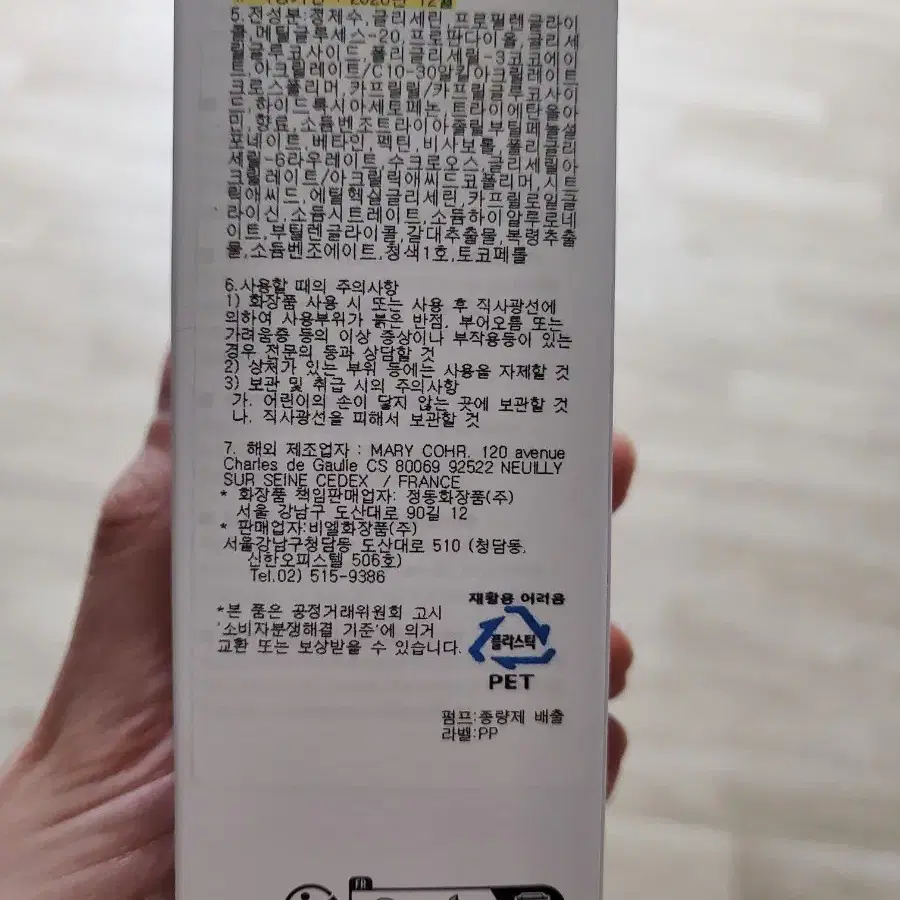 5.전성분:정제수,글리세린,프로필렌글라이
콜,메틸글루세스-20,프로판다이올,글리세
릴글루코사이드,폴리글리세릴-3코코에이
트,아크릴레이트/C10-30알킬아크릴레이트
크로스폴리머,카프릴릴/카프릴글루코사이
드,하이드록시아세토페논,트라이에탄올아
민,향료,소듐벤조트라이아졸릴부틸페놀설
포네이트,베타인,펙틴,비사보롤,폴리글리
세릴-6라우레이트,수크로오스,글리세릴아
크릴레이트/아크릴릭애씨드코폴리머,시트
릭애씨드,에틸헥실글리세린,카프릴로일글
라이신,소듐시트레이트,소듐하이알루로네
이트,부틸렌글라이콜,갈대추출물,복령추출
물,소듐벤조에이트,청색1호,토코페롤
6.사용할 때의 주의사항
1) 화장품 사용 시 또는 사용 후 직사광선에
의하여 사용부위가 붉은 반점, 부어오름 또는
가려움증 등의 이상 증상이나 부작용등이 있는
경우 전문의 등과 상담할 것
2) 상처가 있는 부위 등에는 사용을 자제할 것
3) 보관 및 취급 시의 주의사항
가. 어린이의 손이 닿지 않는 곳에 보관할 것
나. 직사광선을 피해서 보관할 것
7. 해외 제조업자 : MARY COHR. 120 avenue
Charles de Gaulle CS 80069 92522 NEUILLY
SUR SEINE CEDEX / FRANCE
* 화장품 책임판매업자: 정동화장품(주)
서울 강남구 도산대로 90길 12
* 판매업자:비엘화장품(주)
서울강남구청담동 도산대로 510 (청담동,
신한오피스텔 506호)
Tel.02) 515-9386
*본 품은 공정거래위원회 고시
'소비자분쟁해결 기준'에 의거
교환 또는 보상받을 수 있습니다.
재활용 어려움
플라스틱
PET
펌프:종량제 배출
라벨:PP
FR